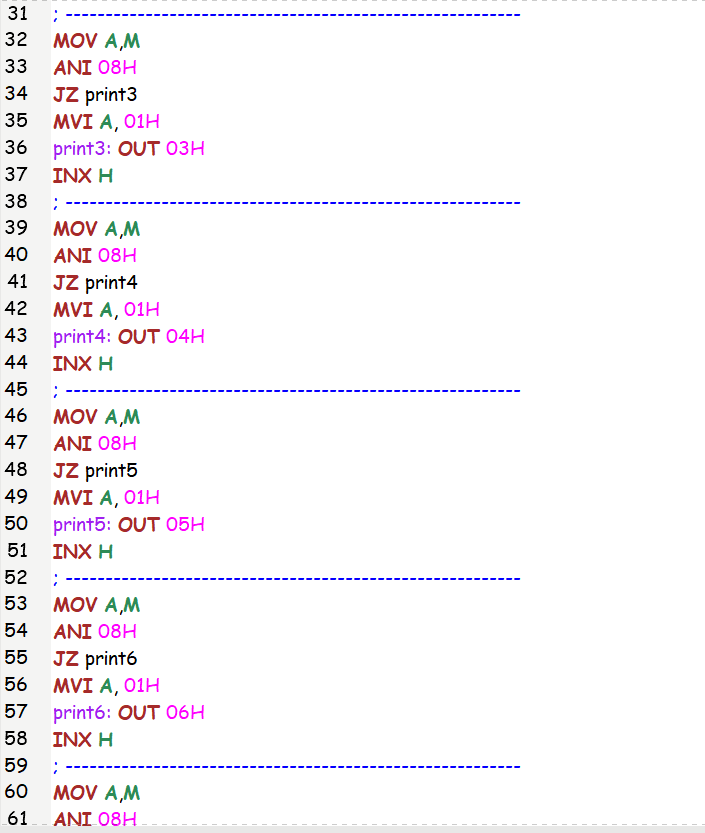 31 ; ----------------------------------------------------------------------
32 MOV A,M
33 ANI 08H
34 JZ print3
35 MVI A, 01H
36 print3: OUT 03H
37 INX H
38 ; ----------------------------------------------------------------------
39 MOV A,M
40 ANI 08H
41 JZ print4
42 MVI A, 01H
43 print4: OUT 04H
44 INX H
45 ; ----------------------------------------------------------------------
46 MOV A,M
47 ANI 08H
48 JZ print5
49 MVI A, 01H
50 print5: OUT 05H
51 INX H
52 ; ----------------------------------------------------------------------
53 MOV A,M
54 ANI 08H
55 JZ print6
56 MVI A, 01H
57 print6: OUT 06H
58 INX H
59 ; ----------------------------------------------------------------------
60 MOV A,M
61 ANI 08H